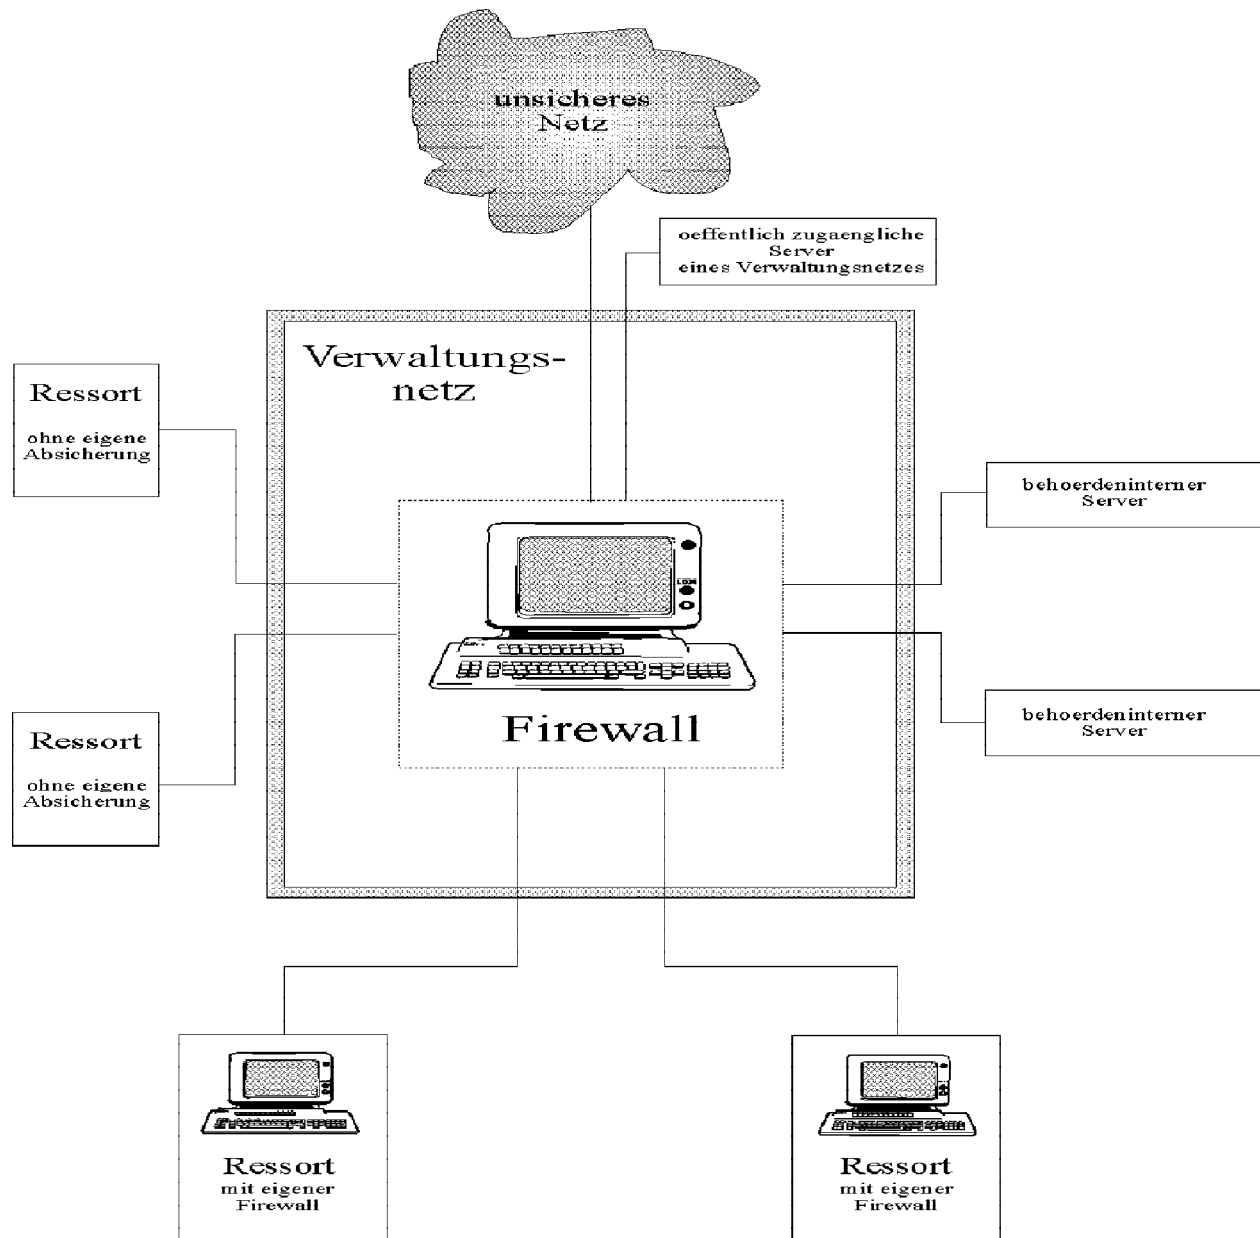 unsicheres
Netz
oeffentlich zugaengliche
Server
eines Verwaltungsnetzes
Verwaltungs-
netz
Ressort
ohne eigene
Absicherung
behoerdeninterner
Server
Firewall
Ressort
ohne eigene
Absicherung
behoerdeninterner
Server
Ressort
mit eigener
Firewall
Ressort
mit eigener
Firewall